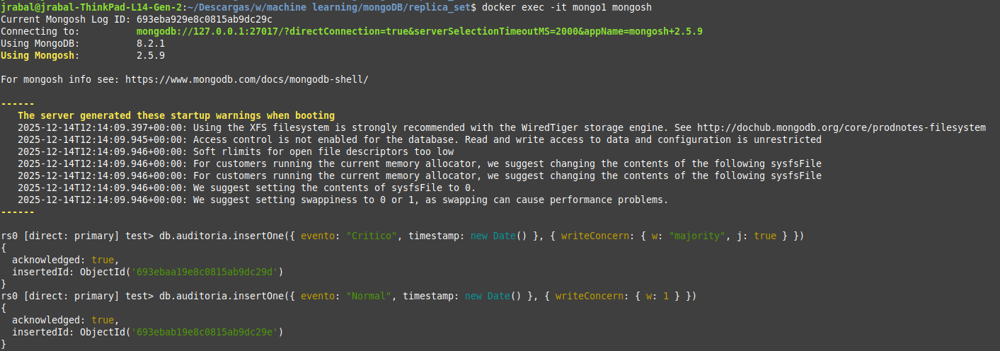 jrabal@jrabal-ThinkPad-L14-Gen-2:~/Descargas/w/machine learning/mongoDB/replica_set$ docker exec -it mongo1 mongosh
Current Mongosh Log ID: 693eba929e8c0815ab9dc29c
Connecting to: mongodb://127.0.0.1:27017/?directConnection=true&serverSelectionTimeoutMS=2000&appName=mongosh+2.5.9
Using MongoDB: 8.2.1
Using Mongosh: 2.5.9
For mongosh info see: https://www.mongodb.com/docs/mongodb-shell/
------
The server generated these startup warnings when booting
2025-12-14T12:14:09.397+00:00: Using the XFS filesystem is strongly recommended with the WiredTiger storage engine. See http://dochub.mongodb.org/core/prodnotes-filesystem
2025-12-14T12:14:09.945+00:00: Access control is not enabled for the database. Read and write access to data and configuration is unrestricted
2025-12-14T12:14:09.946+00:00: Soft rlimits for open file descriptors too low
2025-12-14T12:14:09.946+00:00: For customers running the current memory allocator, we suggest changing the contents of the following sysfsFile
2025-12-14T12:14:09.946+00:00: For customers running the current memory allocator, we suggest changing the contents of the following sysfsFile
2025-12-14T12:14:09.946+00:00: We suggest setting the contents of sysfsFile to 0.
2025-12-14T12:14:09.946+00:00: We suggest setting swappiness to 0 or 1, as swapping can cause performance problems.
------
rs0 [direct: primary] test> db.auditoria.insertOne({ evento: "Critico", timestamp: new Date() }, { writeConcern: { w: "majority", j: true } })
{
acknowledged: true,
insertedId: ObjectId('693ebaa19e8c0815ab9dc29d')
}
rs0 [direct: primary] test> db.auditoria.insertOne({ evento: "Normal", timestamp: new Date() }, { writeConcern: { w: 1 } })
{
acknowledged: true,
insertedId: ObjectId('693ebab19e8c0815ab9dc29e')
}